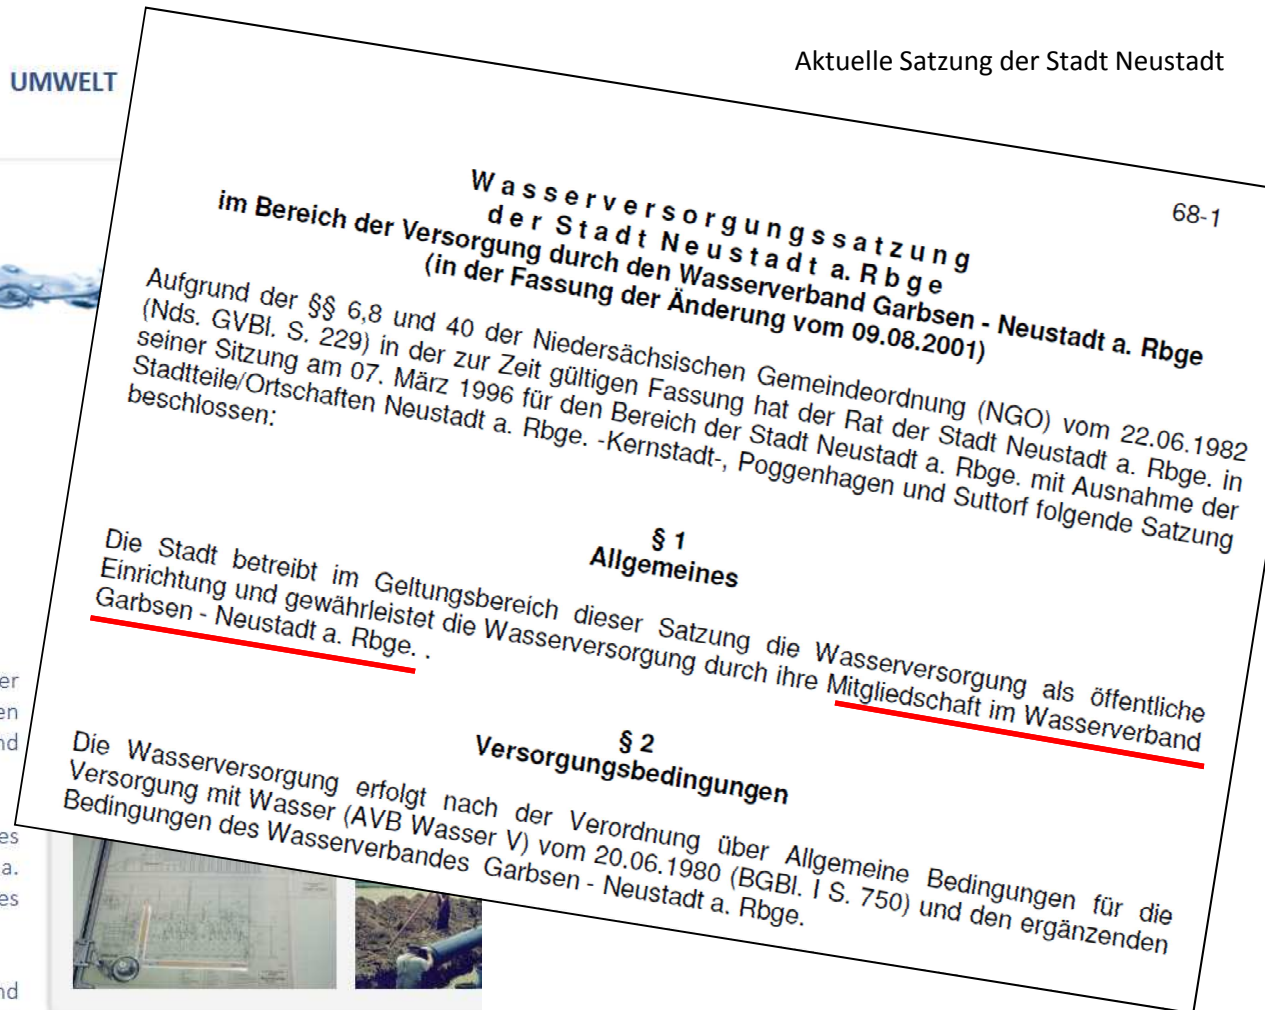 Aktuelle Satzung der Stadt Neustadt
UMWELT
68-1
Wasserversorgungssatzung
der Stadt Neustadt a. Rbge
im Bereich der Versorgung durch den Wasserverband Garbsen - Neustadt a. Rbge
(in der Fassung der Änderung vom 09.08.2001)
Aufgrund der §§ 6,8 und 40 der Niedersächsischen Gemeindeordnung (NGO) vom 22.06.1982
(Nds. GVBl. S. 229) in der zur Zeit gültigen Fassung hat der Rat der Stadt Neustadt a. Rbge. in
seiner Sitzung am 07. März 1996 für den Bereich der Stadt Neustadt a. Rbge. mit Ausnahme der
Stadtteile/Ortschaften Neustadt a. Rbge. -Kernstadt-, Poggenhagen und Suttorf folgende Satzung
beschlossen:
§ 1
Allgemeines
Die Stadt betreibt im Geltungsbereich dieser Satzung die Wasserversorgung als öffentliche
Einrichtung und gewährleistet die Wasserversorgung durch ihre Mitgliedschaft im Wasserverband
Garbsen - Neustadt a. Rbge. .
§ 2
Versorgungsbedingungen
Die Wasserversorgung erfolgt nach der Verordnung über Allgemeine Bedingungen für die
Versorgung mit Wasser (AVB Wasser V) vom 20.06.1980 (BGBl. I S. 750) und den ergänzenden
Bedingungen des Wasserverbandes Garbsen - Neustadt a. Rbge.
er
en
nd
es
a.
es
nd